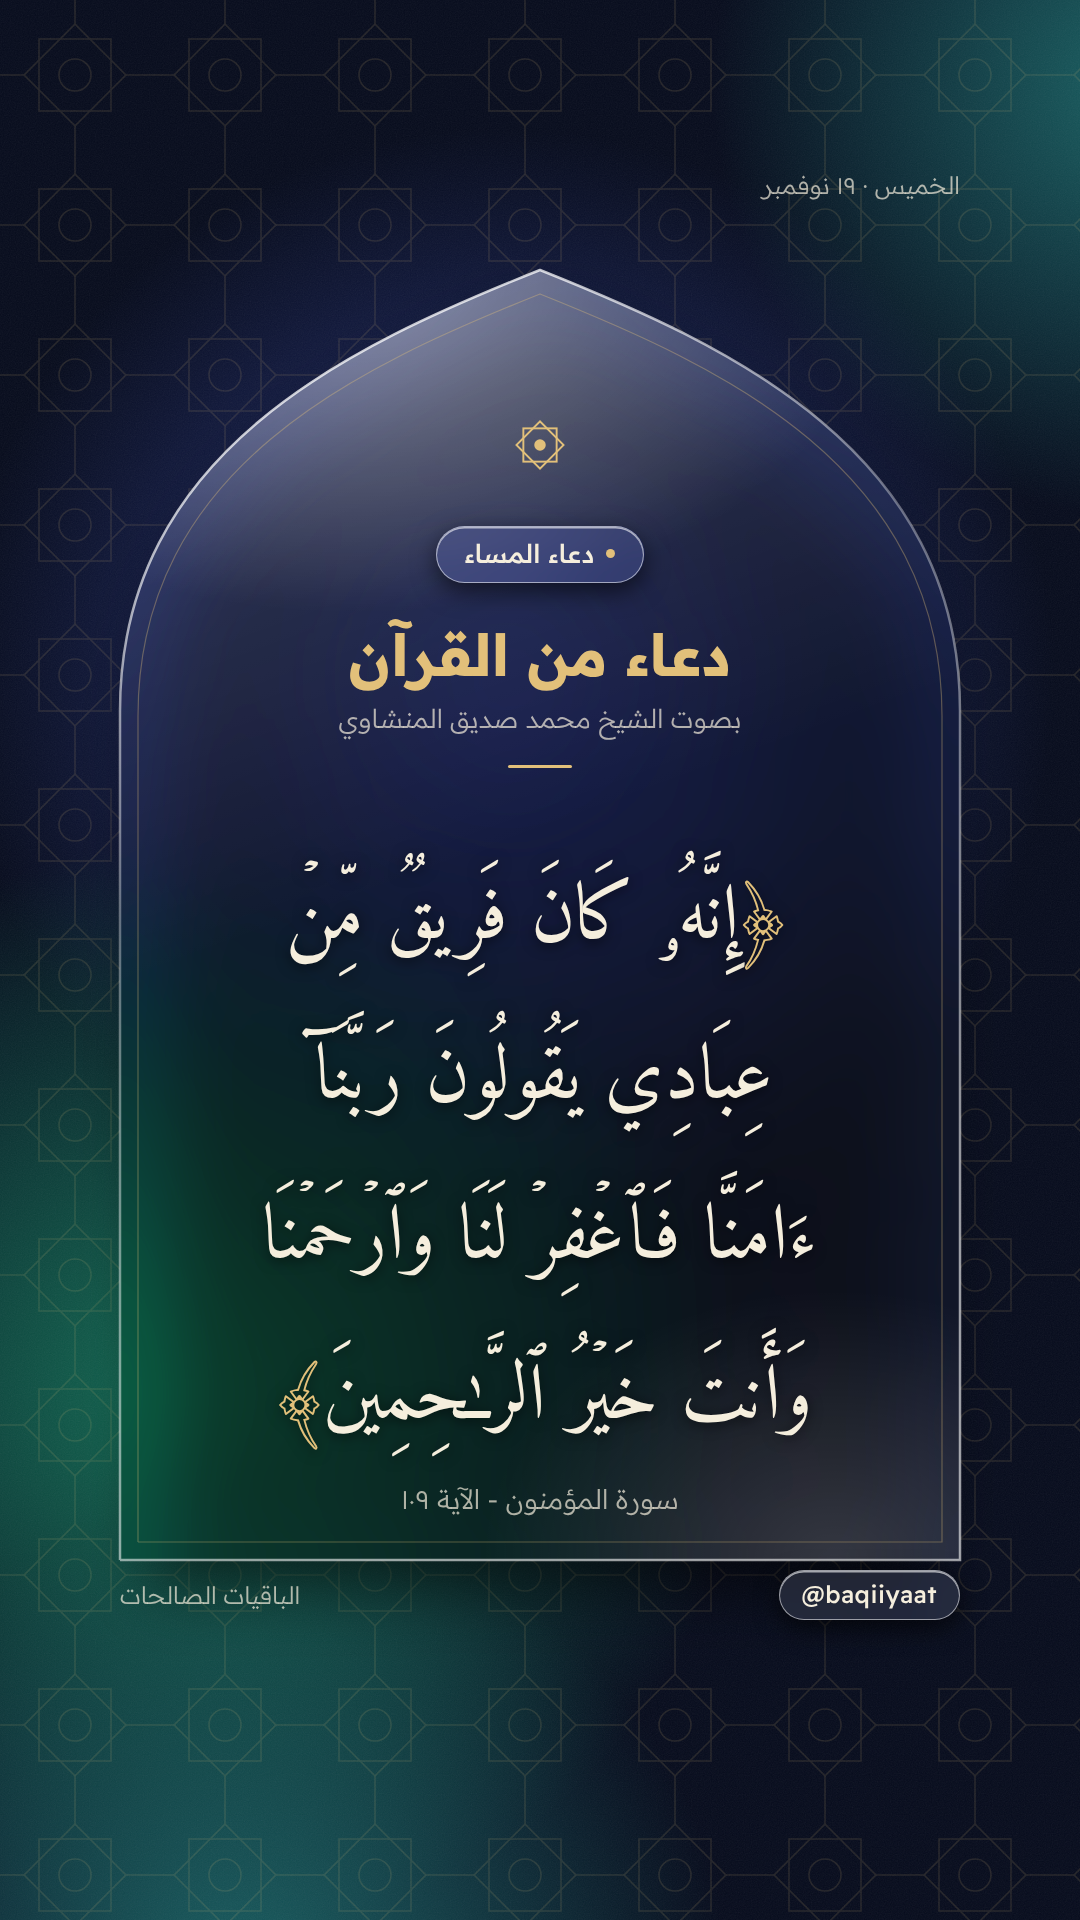 الخميس · ١٩ نوفمبر
دعاء المساء
دعاء من القرآن
بصوت الشيخ محمد صديق المنشاوي
﴿إِنَّهُۥ كَانَ فَرِيقٌ مِّنۡ
عِبَادِي يَقُولُونَ رَبَّنَآ
ءَامَنَّا فَٱغۡفِرۡ لَنَا وَٱرۡحَمۡنَا
وَأَنتَ خَيۡرُ ٱلرَّٰحِمِينَ﴾
سورة المؤمنون - الآية ١٠٩
@baqiiyaat
الباقيات الصالحات